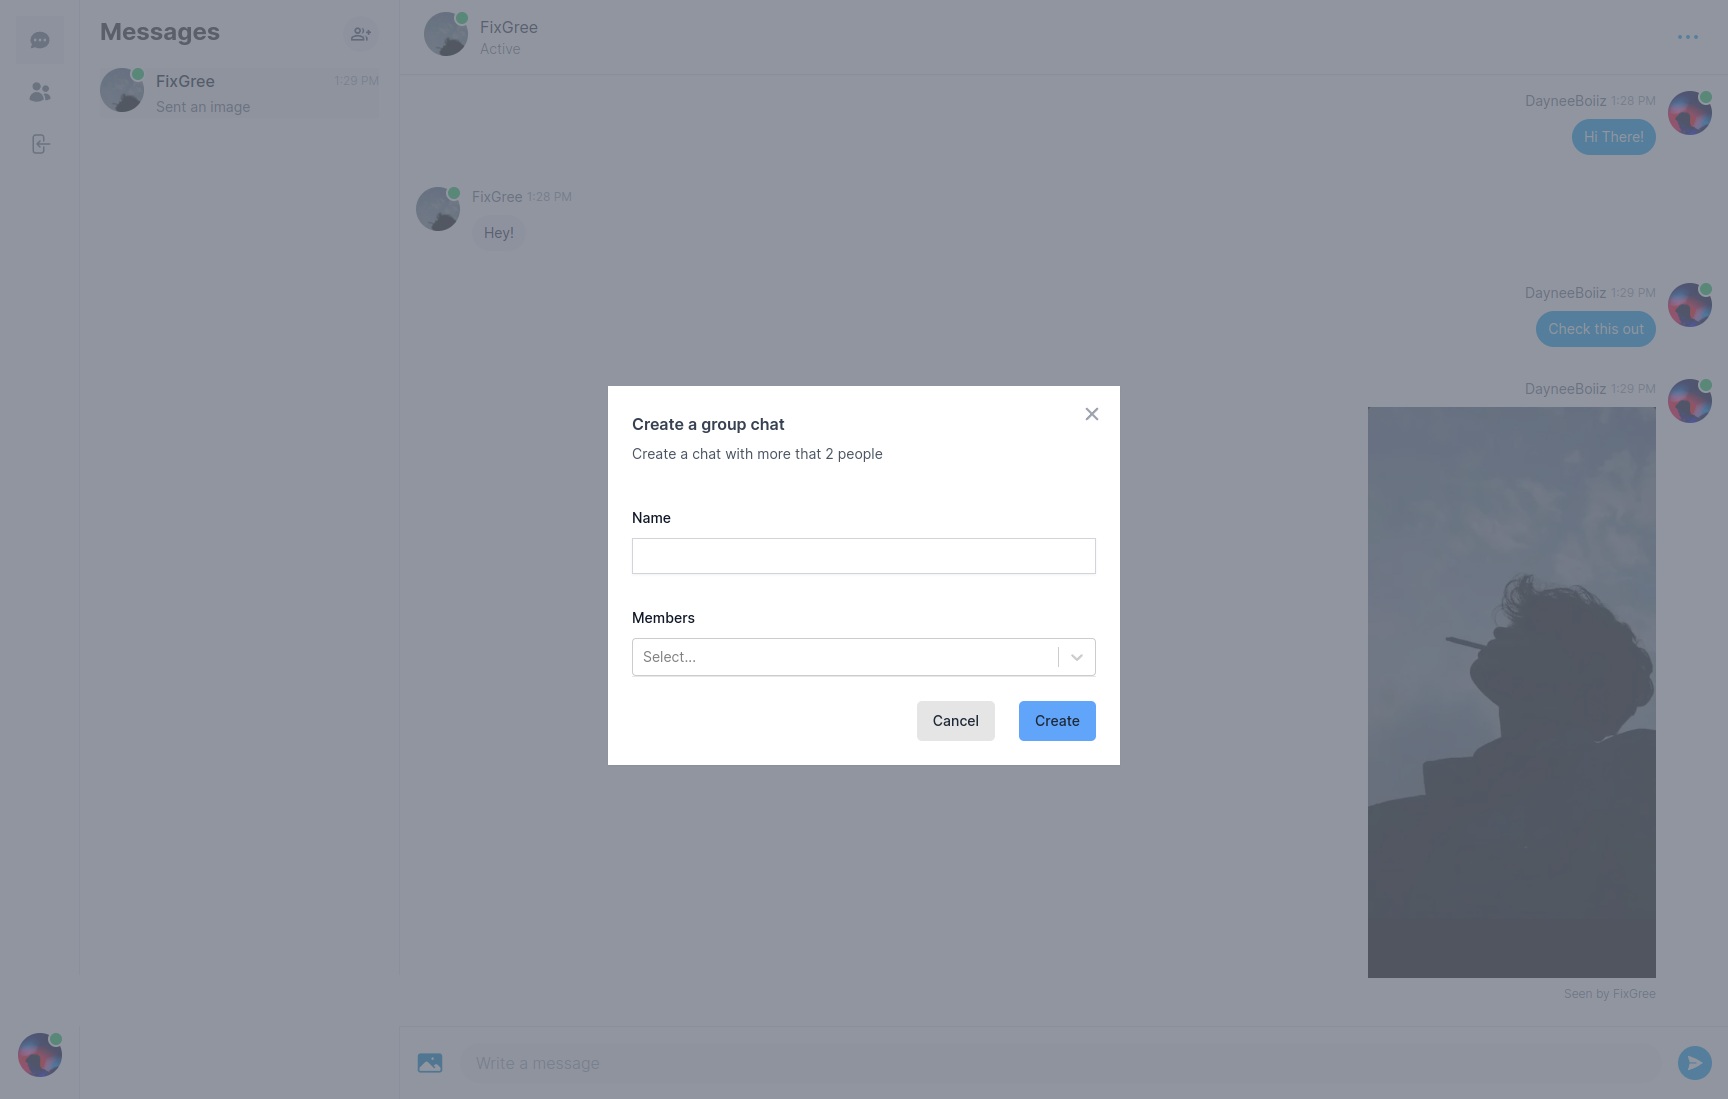 Messages
FixGree
1:29 PM
Sent an image
FixGree
Active
DayneeBoiiz 1:28 PM
Hi There!
FixGree 1:28 PM
Hey!
DayneeBoiiz 1:29 PM
Check this out
DayneeBoiiz 1:29 PM
Create a group chat
Create a chat with more that 2 people
Name
Members
Select...
Cancel
Create
Seen by FixGree
Write a message